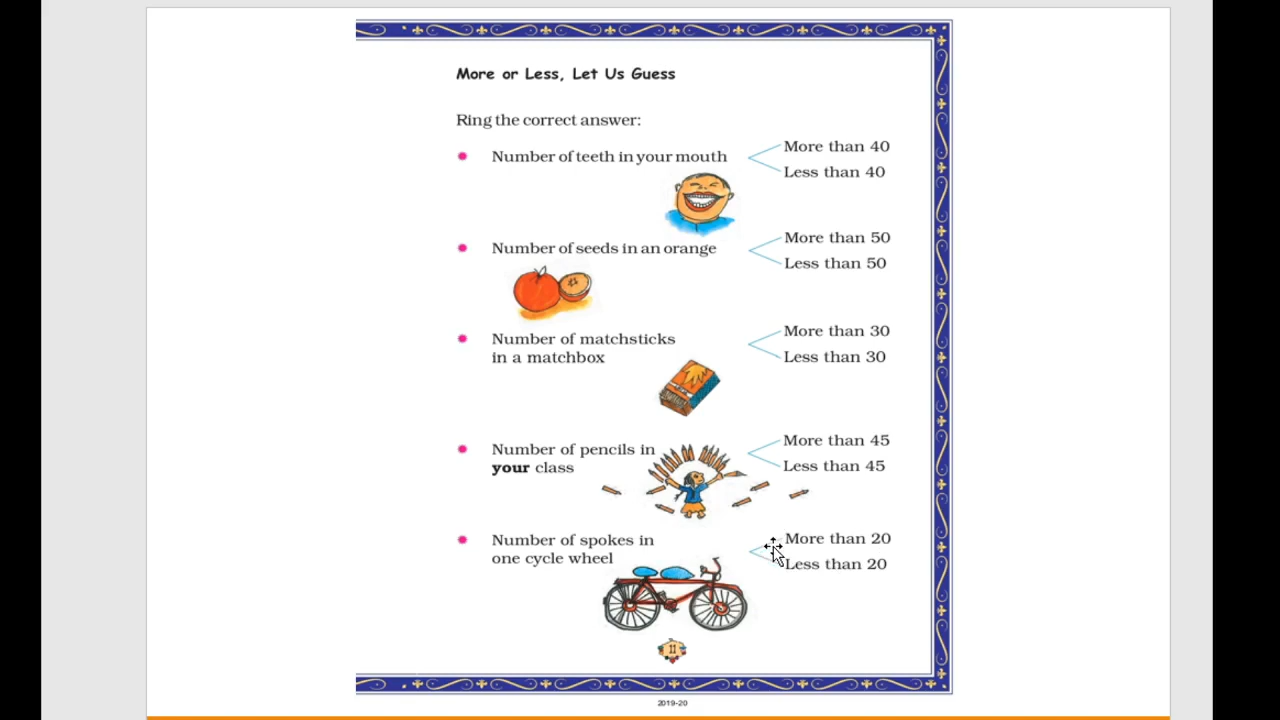 More or Less, Let Us Guess
Ring the correct answer:
Number of teeth in your mouth
More than 40
Less than 40
Number of seeds in an orange
More than 50
Less than 50
Number of matchsticks
in a matchbox
More than 30
Less than 30
Number of pencils in
your class
More than 45
Less than 45
Number of spokes in
one cycle wheel
More than 20
Less than 20
11
2019-20